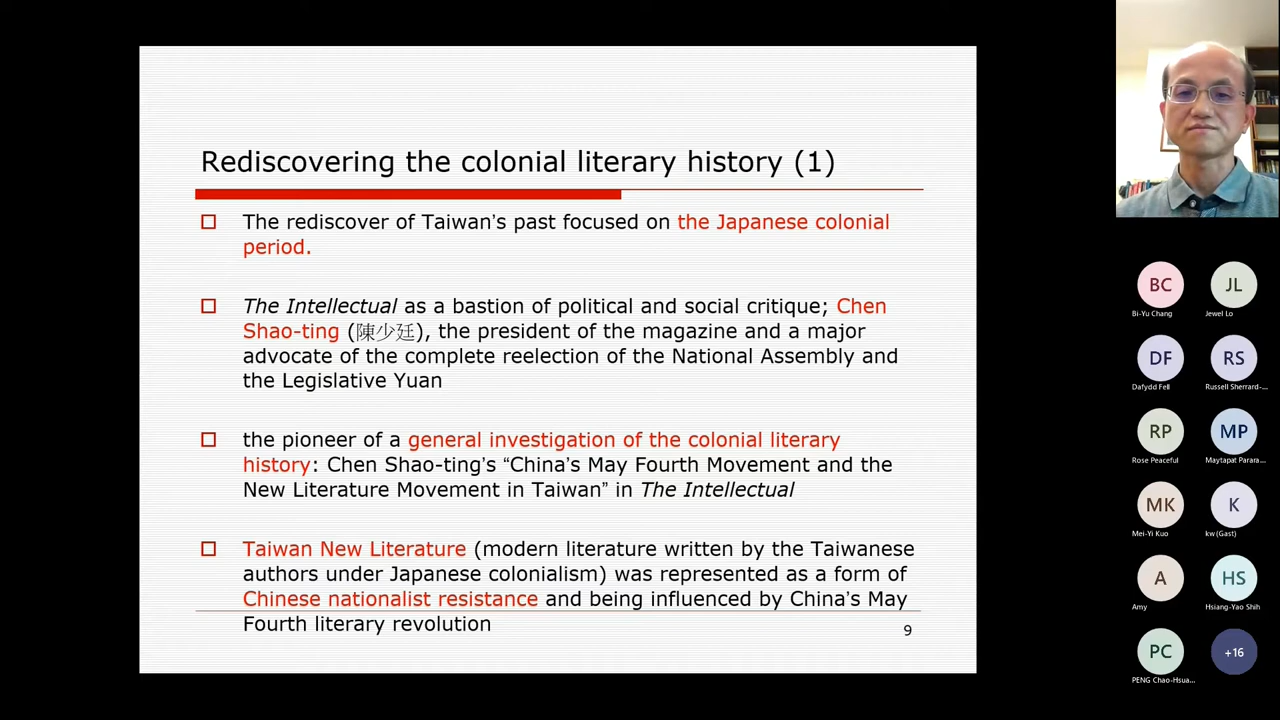 Rediscovering the colonial literary history (1)
The rediscover of Taiwan's past focused on the Japanese colonial
period.
The Intellectual as a bastion of political and social critique; Chen
Shao-ting (陳少廷), the president of the magazine and a major
advocate of the complete reelection of the National Assembly and
the Legislative Yuan
the pioneer of a general investigation of the colonial literary
history: Chen Shao-ting's “China's May Fourth Movement and the
New Literature Movement in Taiwan” in The Intellectual
Taiwan New Literature (modern literature written by the Taiwanese
authors under Japanese colonialism) was represented as a form of
Chinese nationalist resistance and being influenced by China's May
Fourth literary revolution
9
BC
Bi-Yu Chang
JL
Jewel Lo
DF
Dafydd Fell
RS
Russell Sherrard-...
RP
Rose Peaceful
MP
Maytapat Parara...
MK
Mei-Yi Kuo
K
kw (Gast)
A
Amy
HS
Hsiang-Yao Shih
PC
PENG Chao-Hsua...
+16